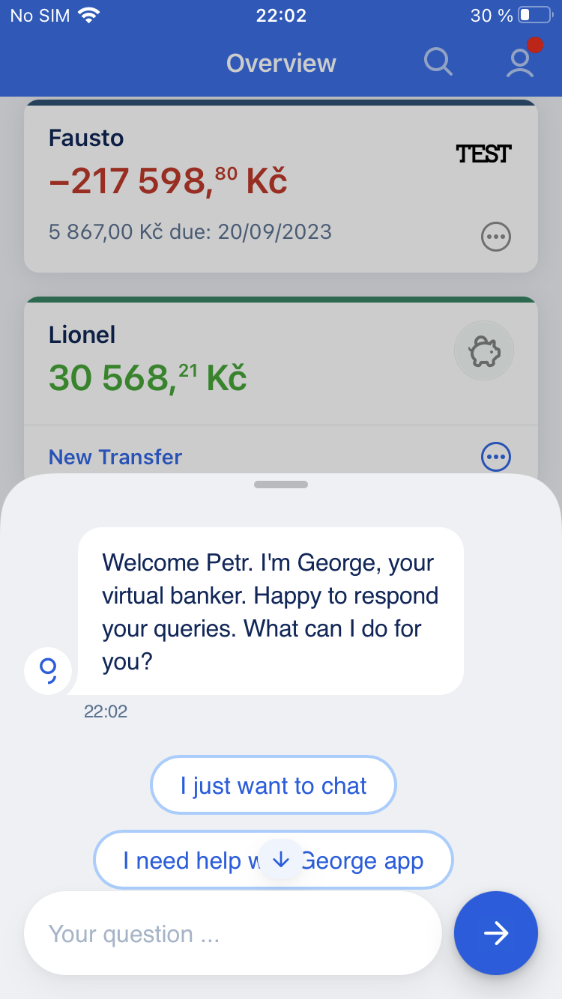 No SIM 22:02 30 %
Overview
Fausto
TEST
–217 598,80 Kč
5 867,00 Kč due: 20/09/2023
Lionel
30 568,21 Kč
New Transfer
Welcome Petr. I'm George, your
virtual banker. Happy to respond
your queries. What can I do for
you?
22:02
I just want to chat
I need help George app
Your question ...